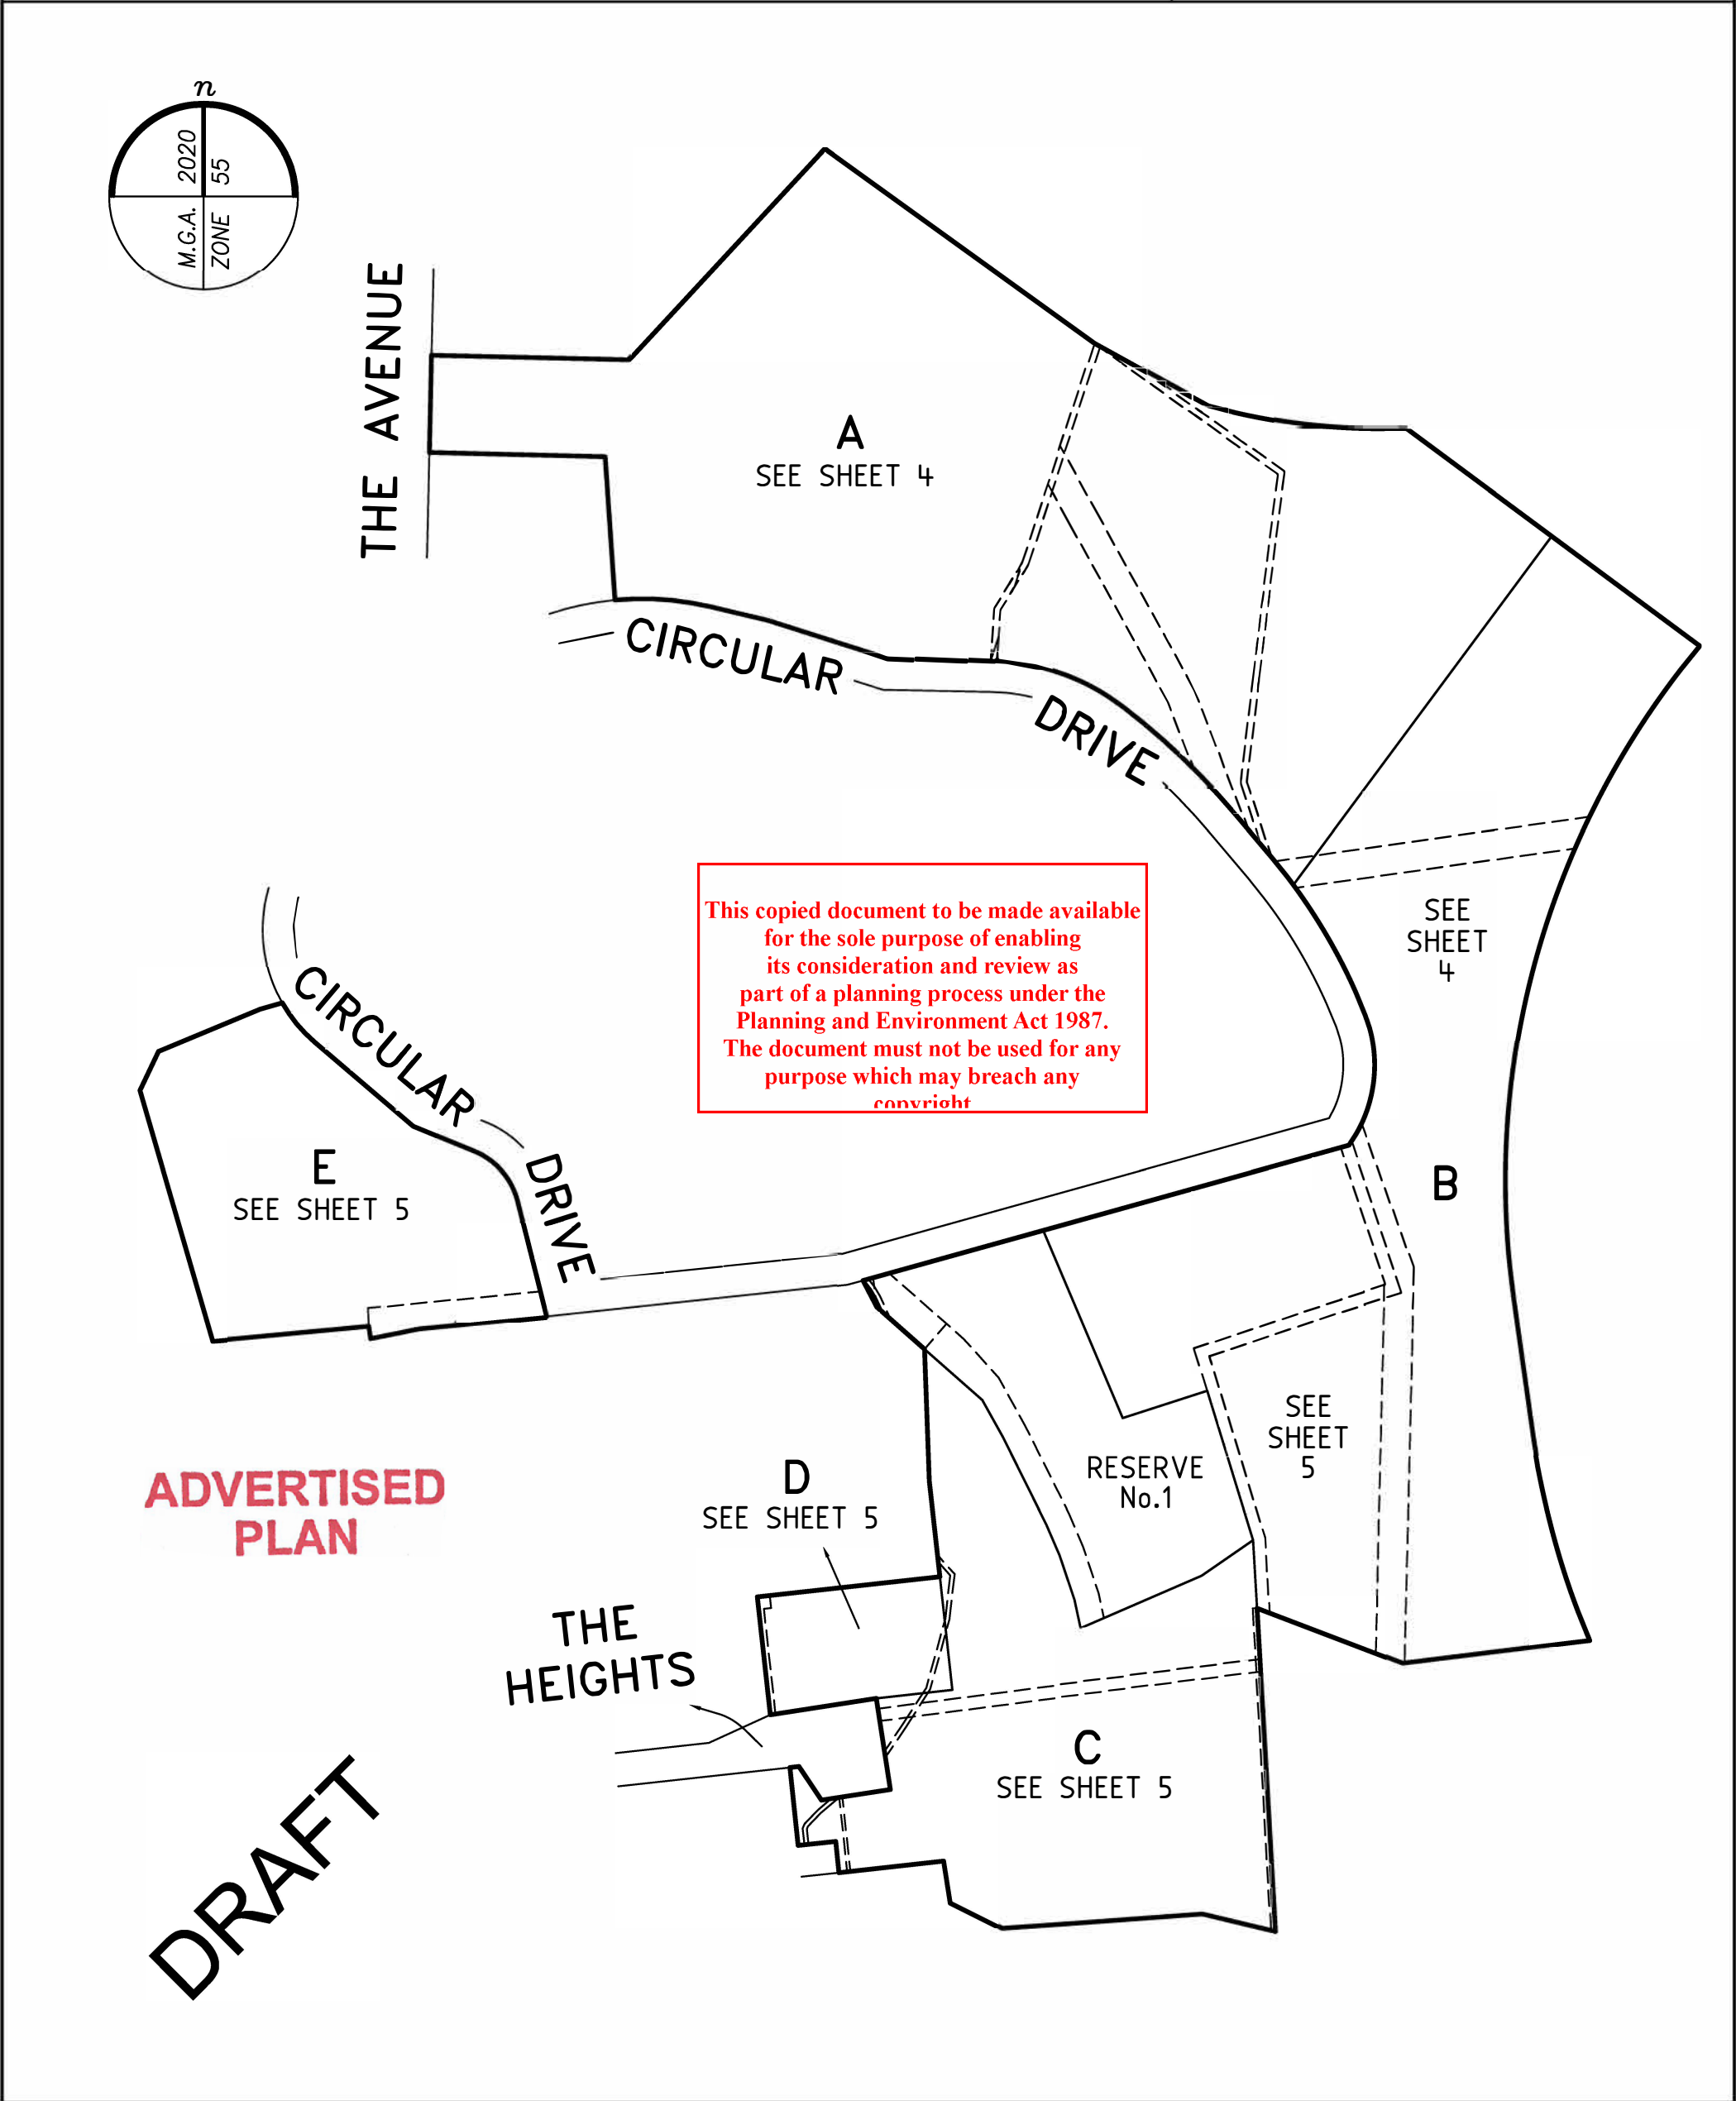 n
M.G.A. 2020
ZONE 55
THE AVENUE
A
SEE SHEET 4
CIRCULAR
DRIVE
This copied document to be made available
for the sole purpose of enabling
its consideration and review as
part of a planning process under the
Planning and Environment Act 1987.
The document must not be used for any
purpose which may breach any
copyright
SEE
SHEET
4
CIRCULAR
DRIVE
E
SEE SHEET 5
B
SEE
SHEET
5
RESERVE
No.1
ADVERTISED
PLAN
D
SEE SHEET 5
THE
HEIGHTS
C
SEE SHEET 5
DRAFT